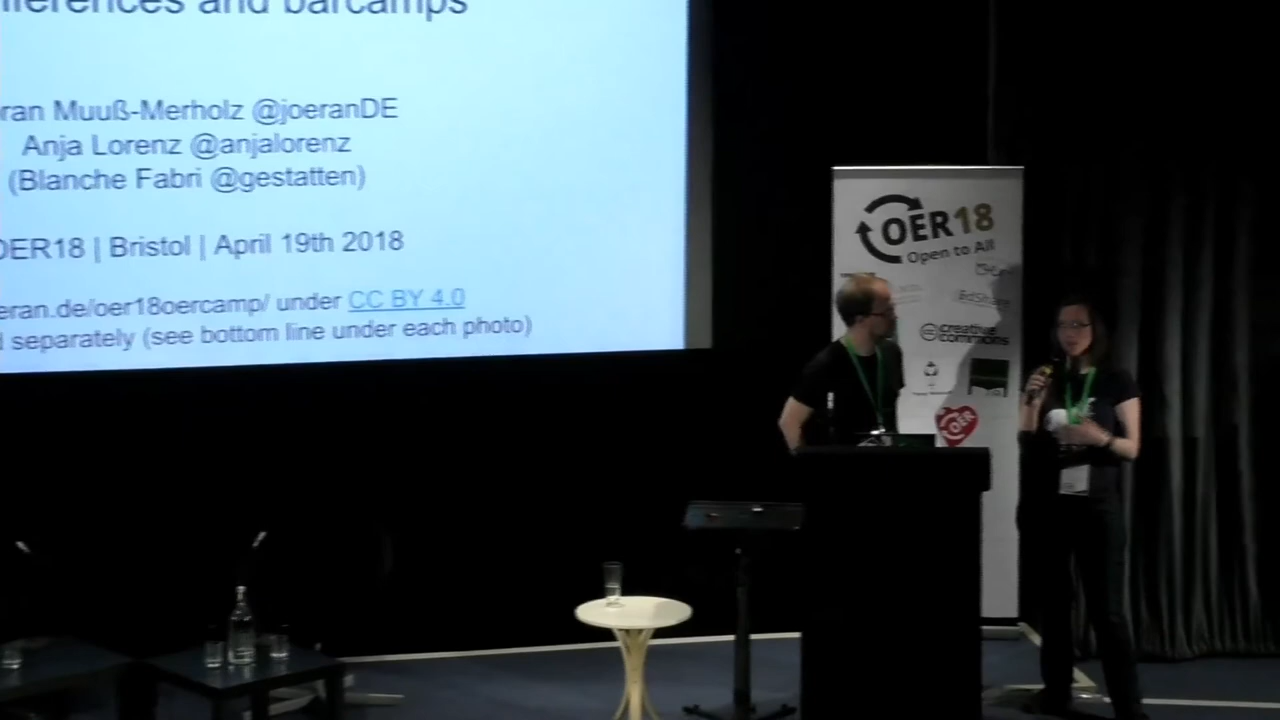 ferences and barcamps
ran Muuß-Merholz @joeranDE
Anja Lorenz @anjalorenz
(Blanche Fabri @gestatten)
OER18 | Bristol | April 19th 2018
eran.de/oer18oercamp/ under CC BY 4.0
d separately (see bottom line under each photo)
OER18
Open to All
EdShare
creative
commons
OER